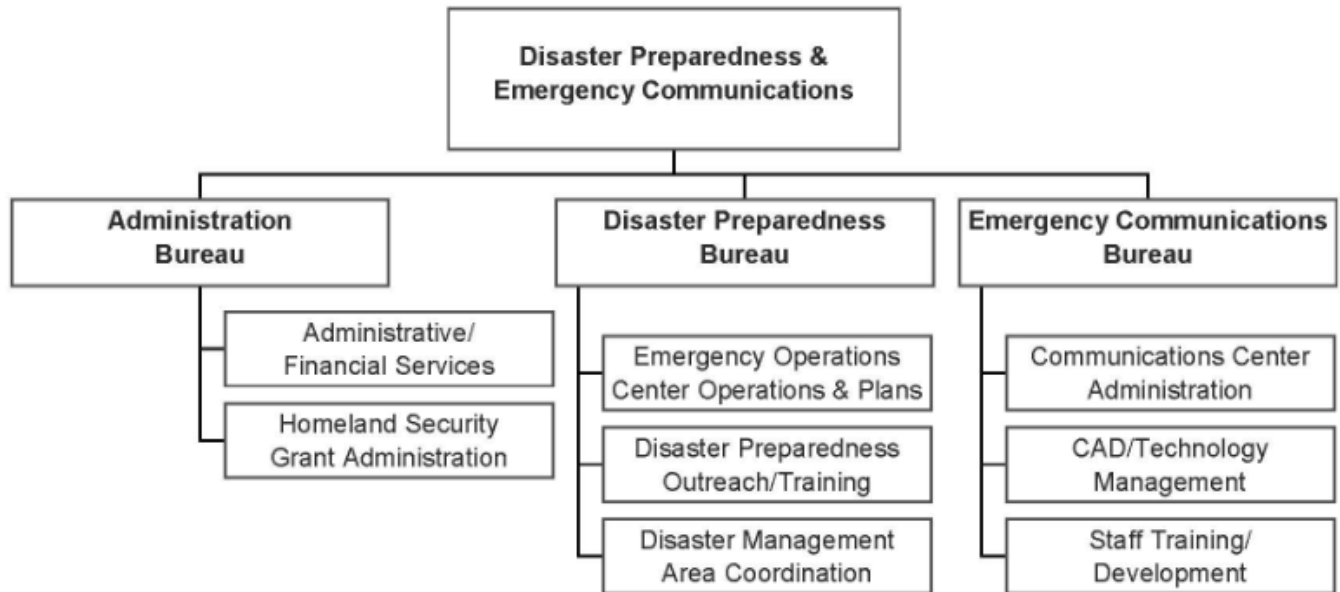 Disaster Preparedness &
Emergency Communications
Administration
Bureau
Disaster Preparedness
Bureau
Emergency Communications
Bureau
Administrative/
Financial Services
Homeland Security
Grant Administration
Emergency Operations
Center Operations & Plans
Disaster Preparedness
Outreach/Training
Disaster Management
Area Coordination
Communications Center
Administration
CAD/Technology
Management
Staff Training/
Development